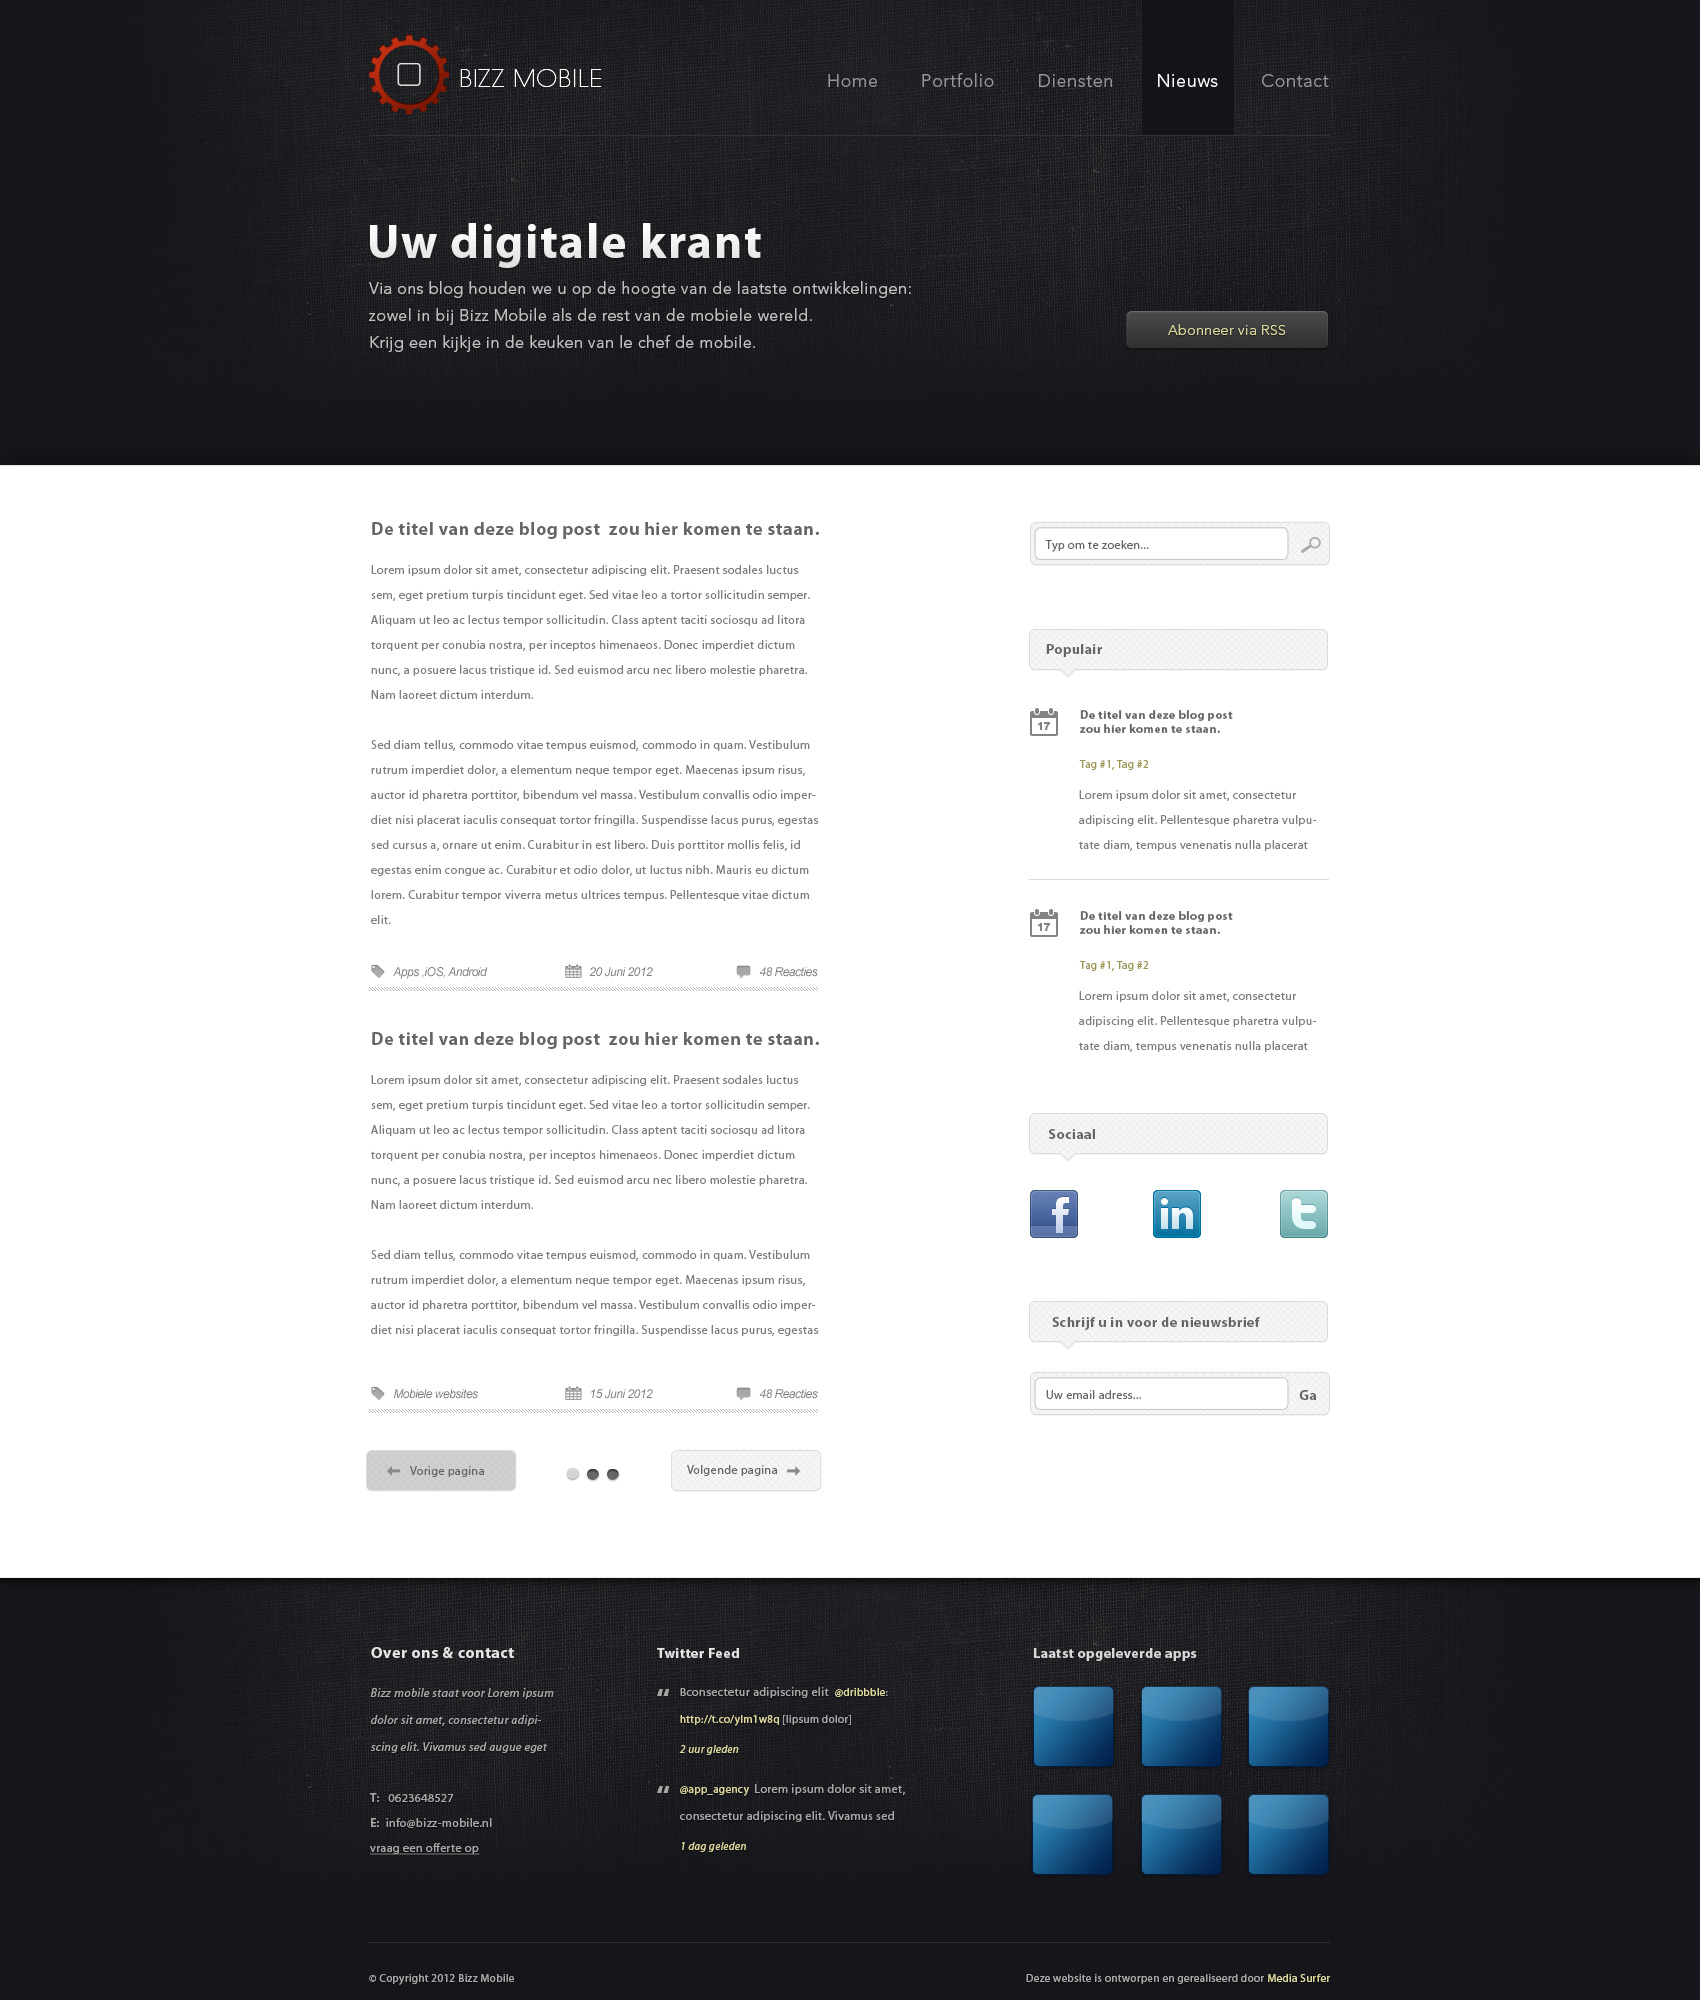 BIZZ MOBILE
Home Portfolio Diensten Nieuws Contact
Uw digitale krant
Via ons blog houden we u op de hoogte van de laatste ontwikkelingen:
zowel in bij Bizz Mobile als de rest van de mobiele wereld.
Krijg een kijkje in de keuken van le chef de mobile.
Abonneer via RSS
De titel van deze blog post zou hier komen te staan.
Lorem ipsum dolor sit amet, consectetur adipiscing elit. Praesent sodales luctus
sem, eget pretium turpis tincidunt eget. Sed vitae leo a tortor sollicitudin semper.
Aliquam ut leo ac lectus tempor sollicitudin. Class aptent taciti sociosqu ad litora
torquent per conubia nostra, per inceptos himenaeos. Donec imperdiet dictum
nunc, a posuere lacus tristique id. Sed euismod arcu nec libero molestie pharetra.
Nam laoreet dictum interdum.
Sed diam tellus, commodo vitae tempus euismod, commodo in quam. Vestibulum
rutrum imperdiet dolor, a elementum neque tempor eget. Maecenas ipsum risus,
auctor id pharetra porttitor, bibendum vel massa. Vestibulum convallis odio imper-
diet nisi placerat iaculis consequat tortor fringilla. Suspendisse lacus purus, egestas
sed cursus a, ornare ut enim. Curabitur in est libero. Duis porttitor mollis felis, id
egestas enim congue ac. Curabitur et odio dolor, ut luctus nibh. Mauris eu dictum
lorem. Curabitur tempor viverra metus ultrices tempus. Pellentesque vitae dictum
elit.
Apps ,iOS, Android 20 Juni 2012 48 Reacties
De titel van deze blog post zou hier komen te staan.
Lorem ipsum dolor sit amet, consectetur adipiscing elit. Praesent sodales luctus
sem, eget pretium turpis tincidunt eget. Sed vitae leo a tortor sollicitudin semper.
Aliquam ut leo ac lectus tempor sollicitudin. Class aptent taciti sociosqu ad litora
torquent per conubia nostra, per inceptos himenaeos. Donec imperdiet dictum
nunc, a posuere lacus tristique id. Sed euismod arcu nec libero molestie pharetra.
Nam laoreet dictum interdum.
Sed diam tellus, commodo vitae tempus euismod, commodo in quam. Vestibulum
rutrum imperdiet dolor, a elementum neque tempor eget. Maecenas ipsum risus,
auctor id pharetra porttitor, bibendum vel massa. Vestibulum convallis odio imper-
diet nisi placerat iaculis consequat tortor fringilla. Suspendisse lacus purus, egestas
Mobiele websites 15 Juni 2012 48 Reacties
Vorige pagina Volgende pagina
Typ om te zoeken...
Populair
17
De titel van deze blog post
zou hier komen te staan.
Tag #1, Tag #2
Lorem ipsum dolor sit amet, consectetur
adipiscing elit. Pellentesque pharetra vulpu-
tate diam, tempus venenatis nulla placerat
17
De titel van deze blog post
zou hier komen te staan.
Tag #1, Tag #2
Lorem ipsum dolor sit amet, consectetur
adipiscing elit. Pellentesque pharetra vulpu-
tate diam, tempus venenatis nulla placerat
Sociaal
f in t
Schrijf u in voor de nieuwsbrief
Uw email adress... Ga
Over ons & contact
Bizz mobile staat voor Lorem ipsum
dolor sit amet, consectetur adipi-
scing elit. Vivamus sed augue eget
T: 0623648527
E: info@bizz-mobile.nl
vraag een offerte op
Twitter Feed
" Bconsectetur adipiscing elit @dribbble:
http://t.co/ylm1w8q [lipsum dolor]
2 uur gleden
" @app_agency Lorem ipsum dolor sit amet,
consectetur adipiscing elit. Vivamus sed
1 dag geleden
Laatst opgeleverde apps
© Copyright 2012 Bizz Mobile
Deze website is ontworpen en gerealiseerd door Media Surfer